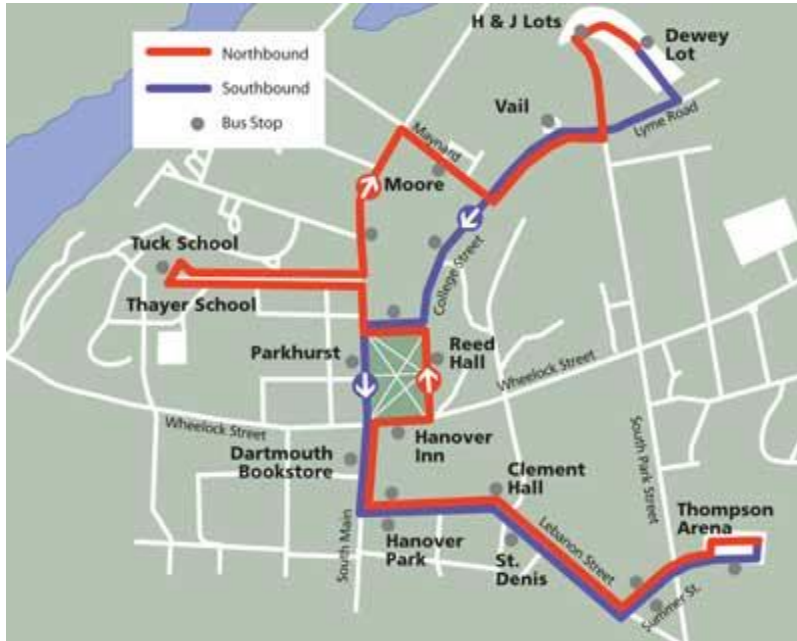 H & J Lots
Dewey
Lot
Northbound
Southbound
Bus Stop
Vail
Lyme Road
Maynard
Moore
Tuck School
Thayer School
College Street
Parkhurst
Reed
Hall
Wheelock Street
Wheelock Street
Hanover
Inn
Dartmouth
Bookstore
South Park Street
Clement
Hall
Thompson
Arena
South Main
Hanover
Park
St.
Denis
Lebanon Street
Summer St.